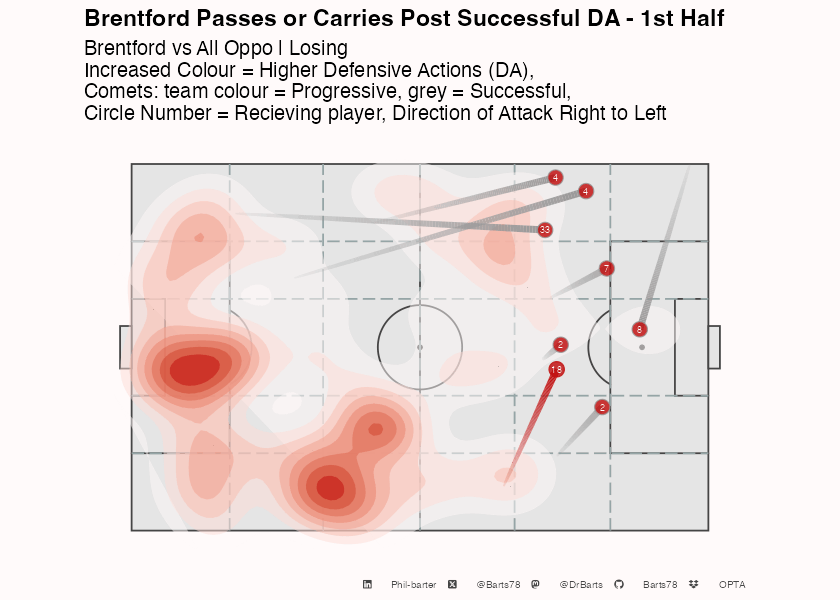 Brentford Passes or Carries Post Successful DA - 1st Half
Brentford vs All Oppo | Losing
Increased Colour = Higher Defensive Actions (DA),
Comets: team colour = Progressive, grey = Successful,
Circle Number = Recieving player, Direction of Attack Right to Left
4
4
33
7
8
2
18
2
Phil-barter @Barts78 @DrBarts Barts78 OPTA